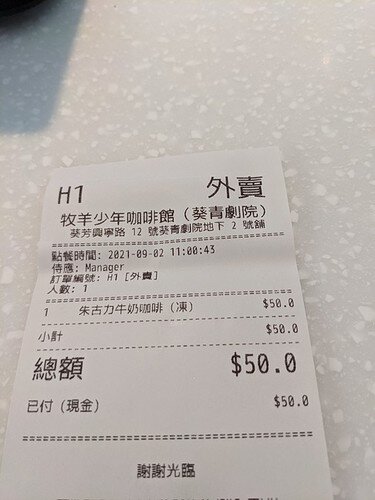 H1 外賣
牧羊少年咖啡館 (葵青劇院)
葵芳興寧路 12 號葵青劇院地下 2 號舖
點餐時間: 2021-09-02 11:00:43
侍應: Manager
訂單編號: H1 [外賣]
人數: 1
1 朱古力牛奶咖啡 (凍) $50.0
小計 $50.0
總額 $50.0
已付 (現金) $50.0
謝謝光臨